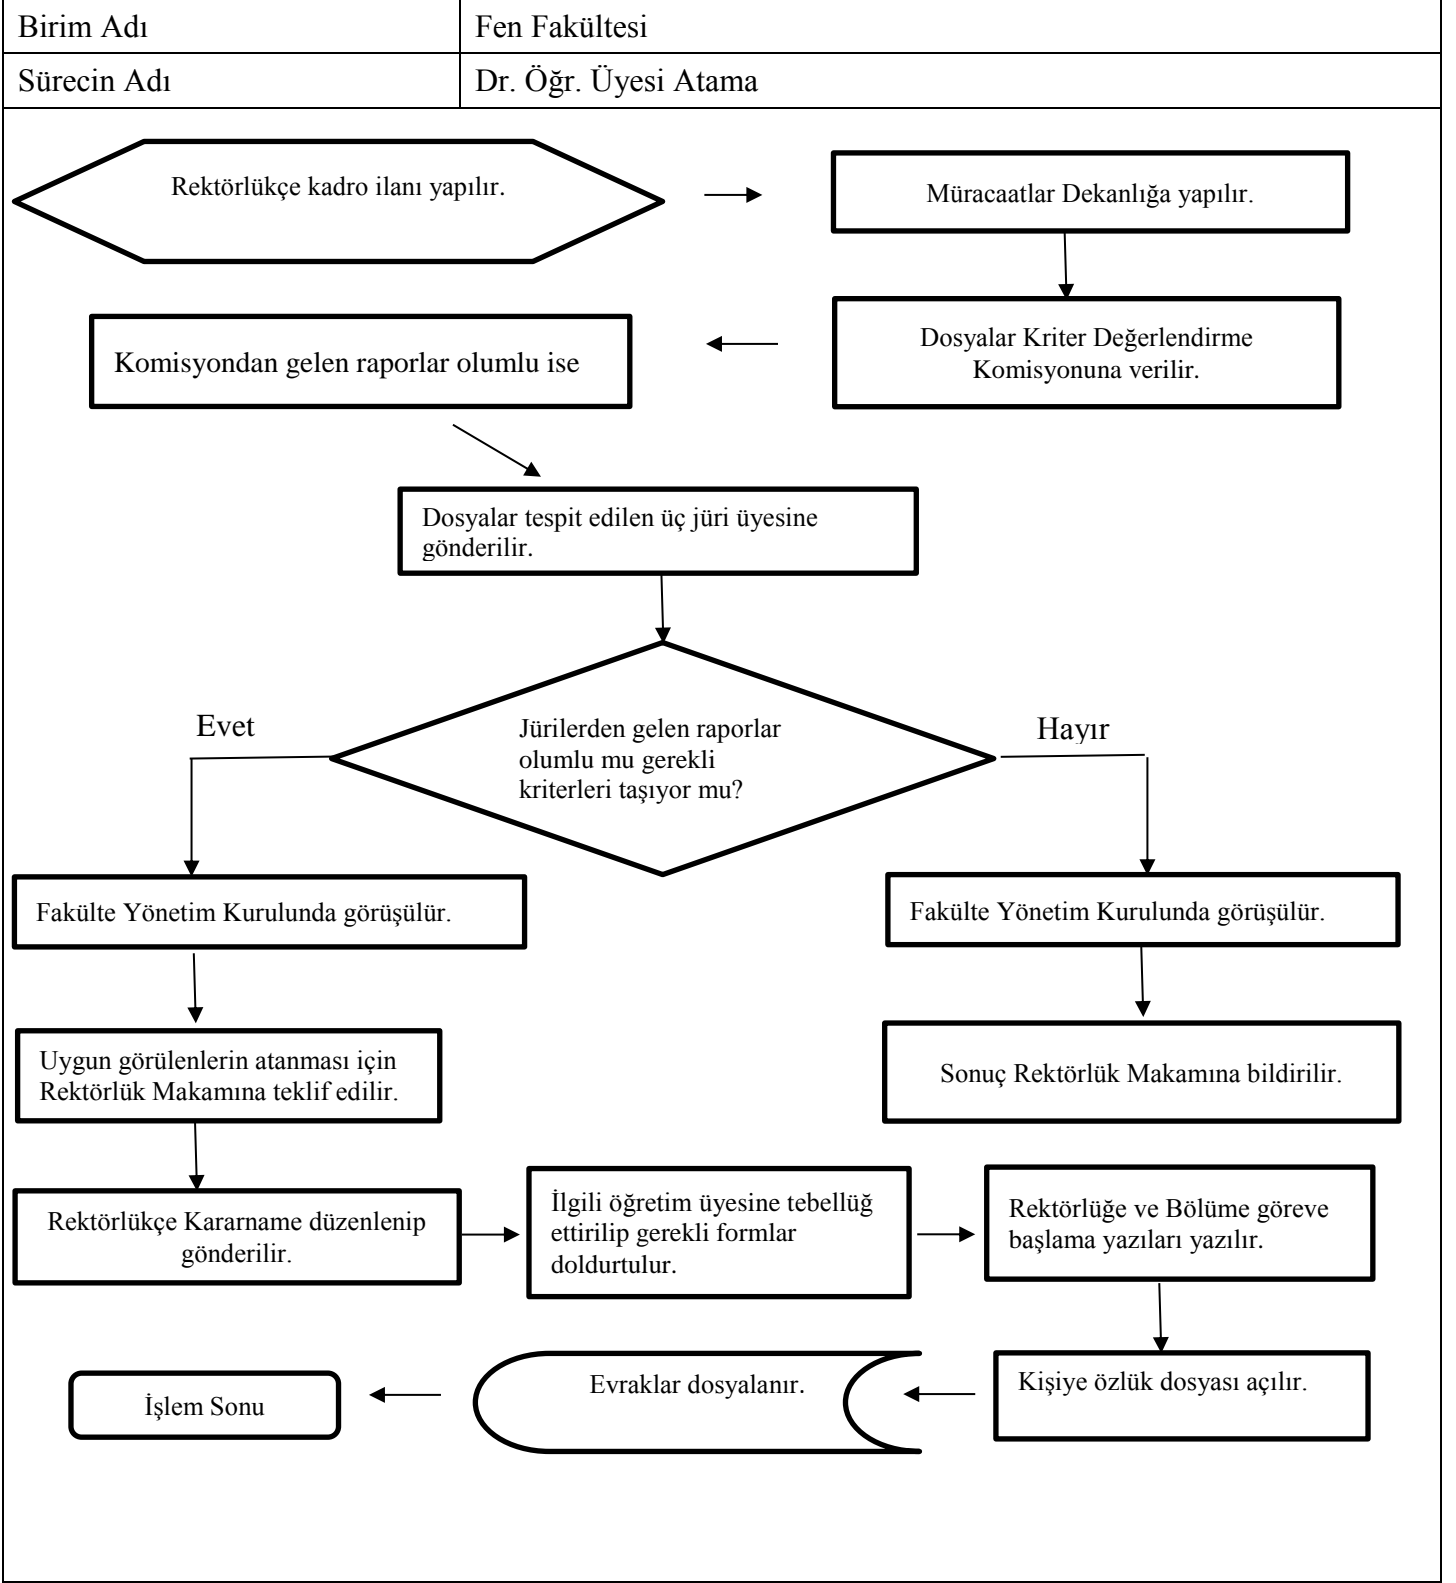 Birim Adı
Fen Fakültesi
Sürecin Adı
Dr. Öğr. Üyesi Atama
Rektörlükçe kadro ilanı yapılır.
Müracaatlar Dekanlığa yapılır.
Dosyalar Kriter Değerlendirme
Komisyonuna verilir.
Komisyondan gelen raporlar olumlu ise
Dosyalar tespit edilen üç jüri üyesine
gönderilir.
Jürilerden gelen raporlar
olumlu mu gerekli
kriterleri taşıyor mu?
Evet
Hayır
Fakülte Yönetim Kurulunda görüşülür.
Fakülte Yönetim Kurulunda görüşülür.
Uygun görülenlerin atanması için
Rektörlük Makamına teklif edilir.
Sonuç Rektörlük Makamına bildirilir.
Rektörlükçe Kararname düzenlenip
gönderilir.
İlgili öğretim üyesine tebellüğ
ettirilip gerekli formlar
doldurtulur.
Rektörlüğe ve Bölüme göreve
başlama yazıları yazılır.
Kişiye özlük dosyası açılır.
Evraklar dosyalanır.
İşlem Sonu